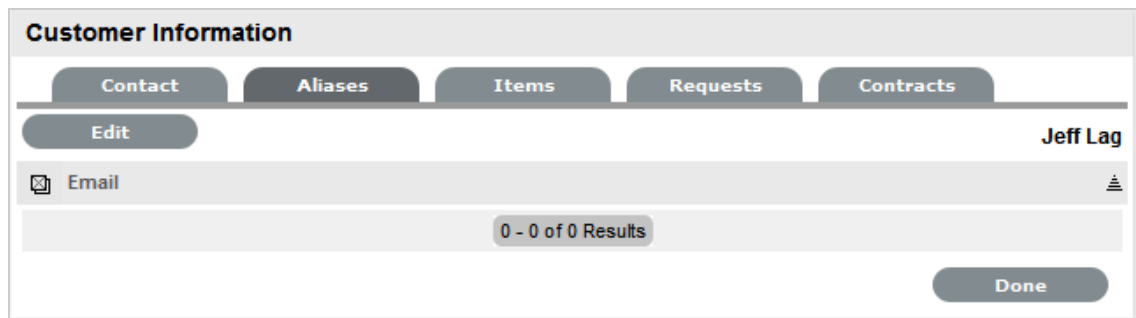 Customer Information
Contact Aliases Items Requests Contracts
Edit Jeff Lag
Email
0 - 0 of 0 Results
Done